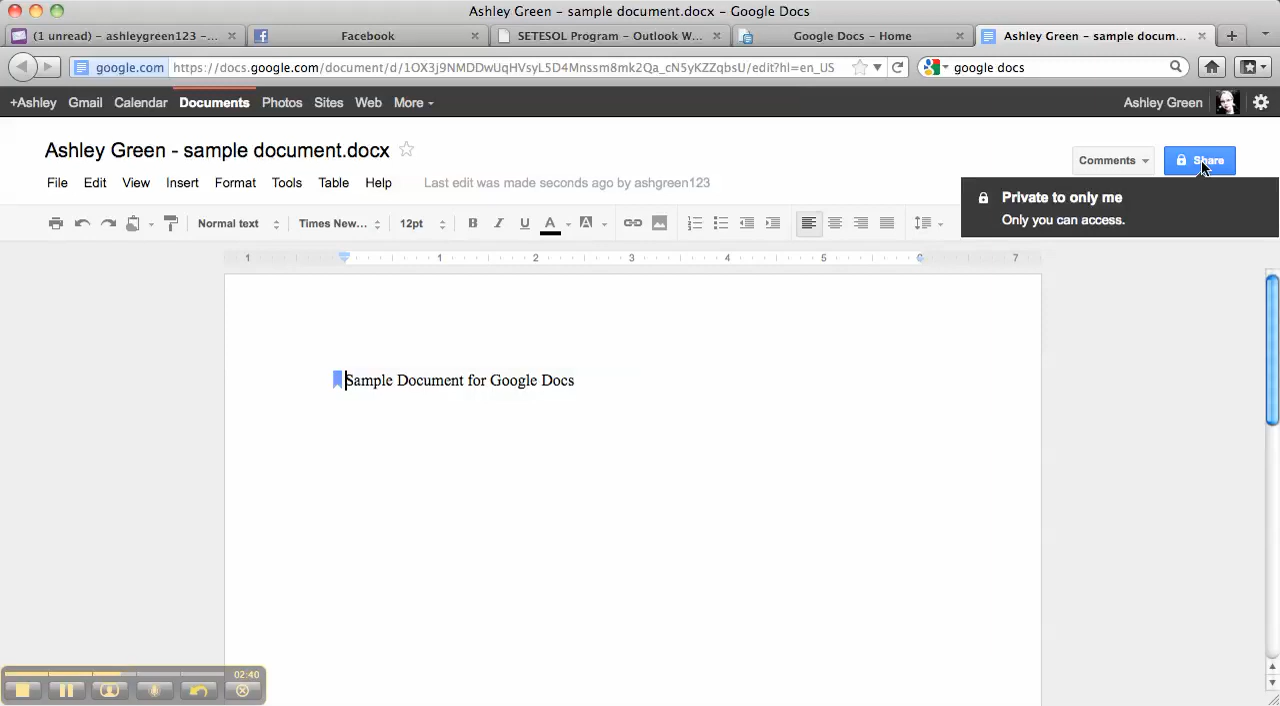 Ashley Green – sample document.docx – Google Docs
(1 unread) – ashleygreen123 –...
Facebook
SETESOL Program – Outlook W...
Google Docs – Home
Ashley Green – sample docum...
google.com https://docs.google.com/document/d/1OX3j9NMDDwUqHVsyL5D4Mnssm8mk2Qa_cN5yKZZqbsU/edit?hl=en_US
google docs
+Ashley Gmail Calendar Documents Photos Sites Web More
Ashley Green
Ashley Green - sample document.docx
Comments
Share
File Edit View Insert Format Tools Table Help
Last edit was made seconds ago by ashgreen123
Private to only me
Only you can access.
Normal text Times New... 12pt B I U A A
1 1 2 3 4 5 6 7
Sample Document for Google Docs
02:40